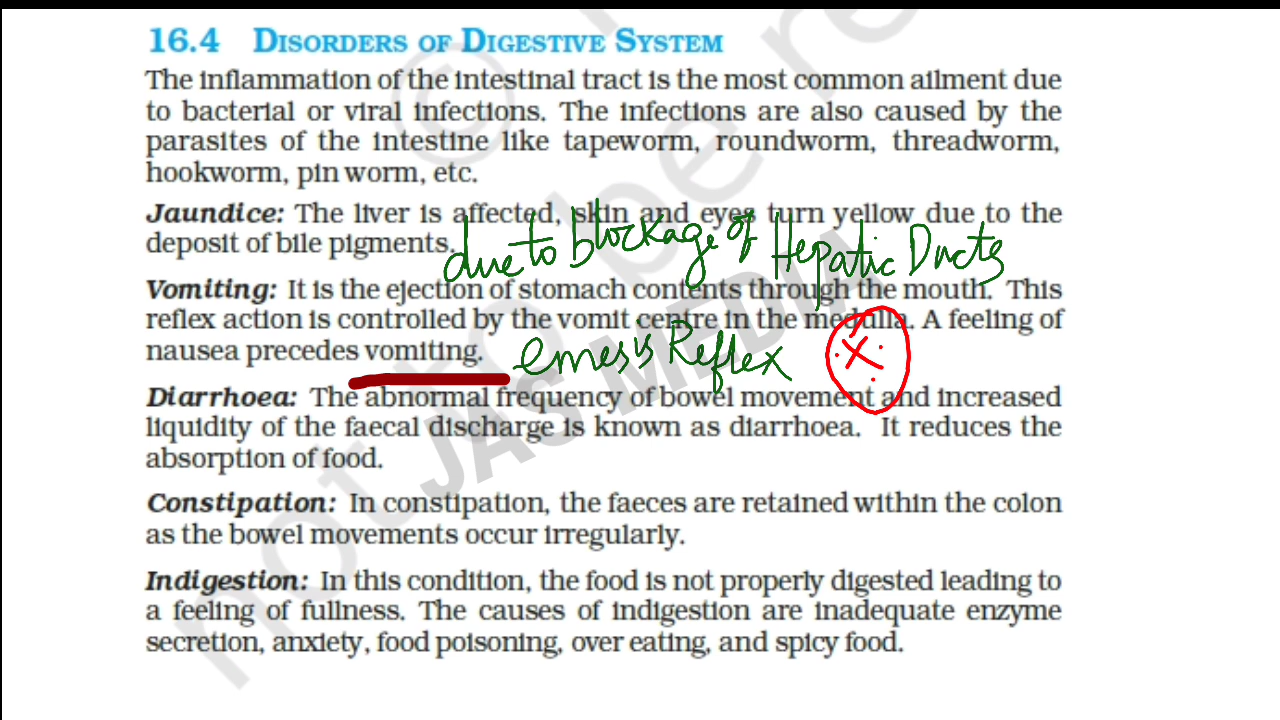 16.4 DISORDERS OF DIGESTIVE SYSTEM
The inflammation of the intestinal tract is the most common ailment due
to bacterial or viral infections. The infections are also caused by the
parasites of the intestine like tapeworm, roundworm, threadworm,
hookworm, pin worm, etc.
Jaundice: The liver is affected, skin and eyes turn yellow due to the
deposit of bile pigments.
due to blockage of Hepatic Ducts
Vomiting: It is the ejection of stomach contents through the mouth. This
reflex action is controlled by the vomit centre in the medulla. A feeling of
nausea precedes vomiting.
emesis Reflex
Diarrhoea: The abnormal frequency of bowel movement and increased
liquidity of the faecal discharge is known as diarrhoea. It reduces the
absorption of food.
Constipation: In constipation, the faeces are retained within the colon
as the bowel movements occur irregularly.
Indigestion: In this condition, the food is not properly digested leading to
a feeling of fullness. The causes of indigestion are inadequate enzyme
secretion, anxiety, food poisoning, over eating, and spicy food.
JAS MEDIA
© not to be re